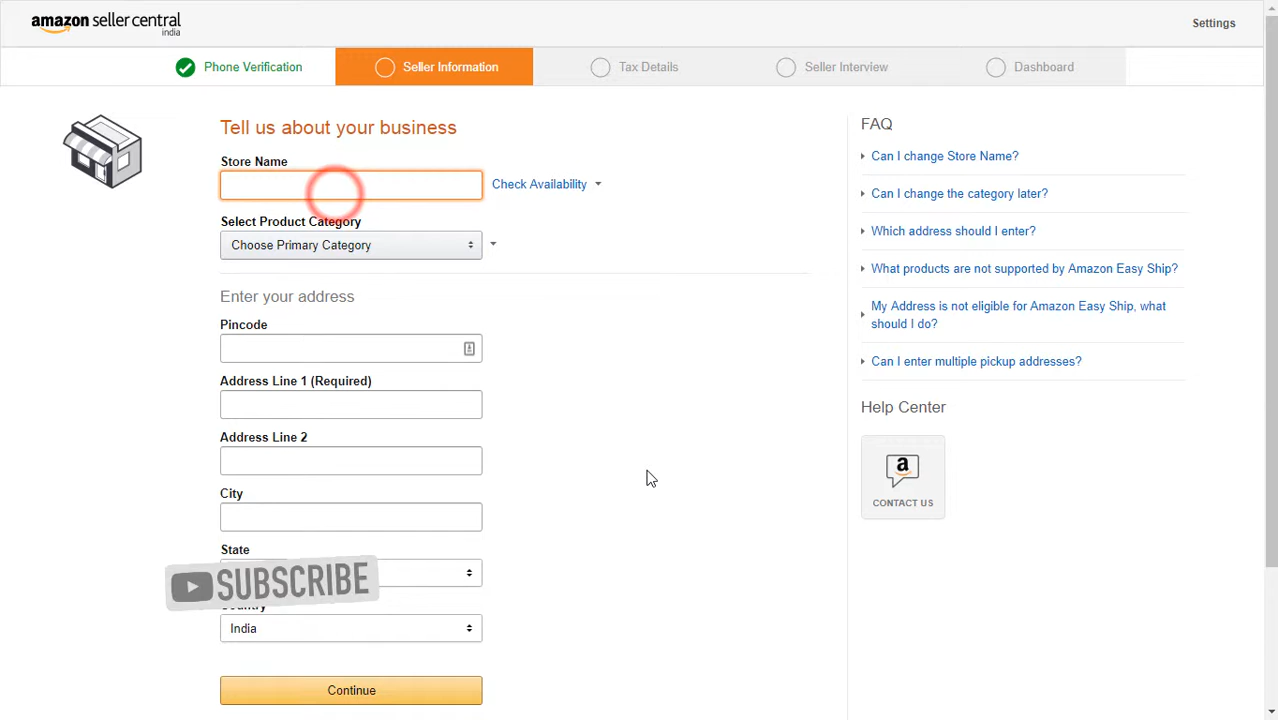 amazon seller central
india
Settings
Phone Verification
Seller Information
Tax Details
Seller Interview
Dashboard
Tell us about your business
Store Name
Check Availability
Select Product Category
Choose Primary Category
Enter your address
Pincode
Address Line 1 (Required)
Address Line 2
City
State
SUBSCRIBE
Country
India
Continue
FAQ
Can I change Store Name?
Can I change the category later?
Which address should I enter?
What products are not supported by Amazon Easy Ship?
My Address is not eligible for Amazon Easy Ship, what
should I do?
Can I enter multiple pickup addresses?
Help Center
a
CONTACT US